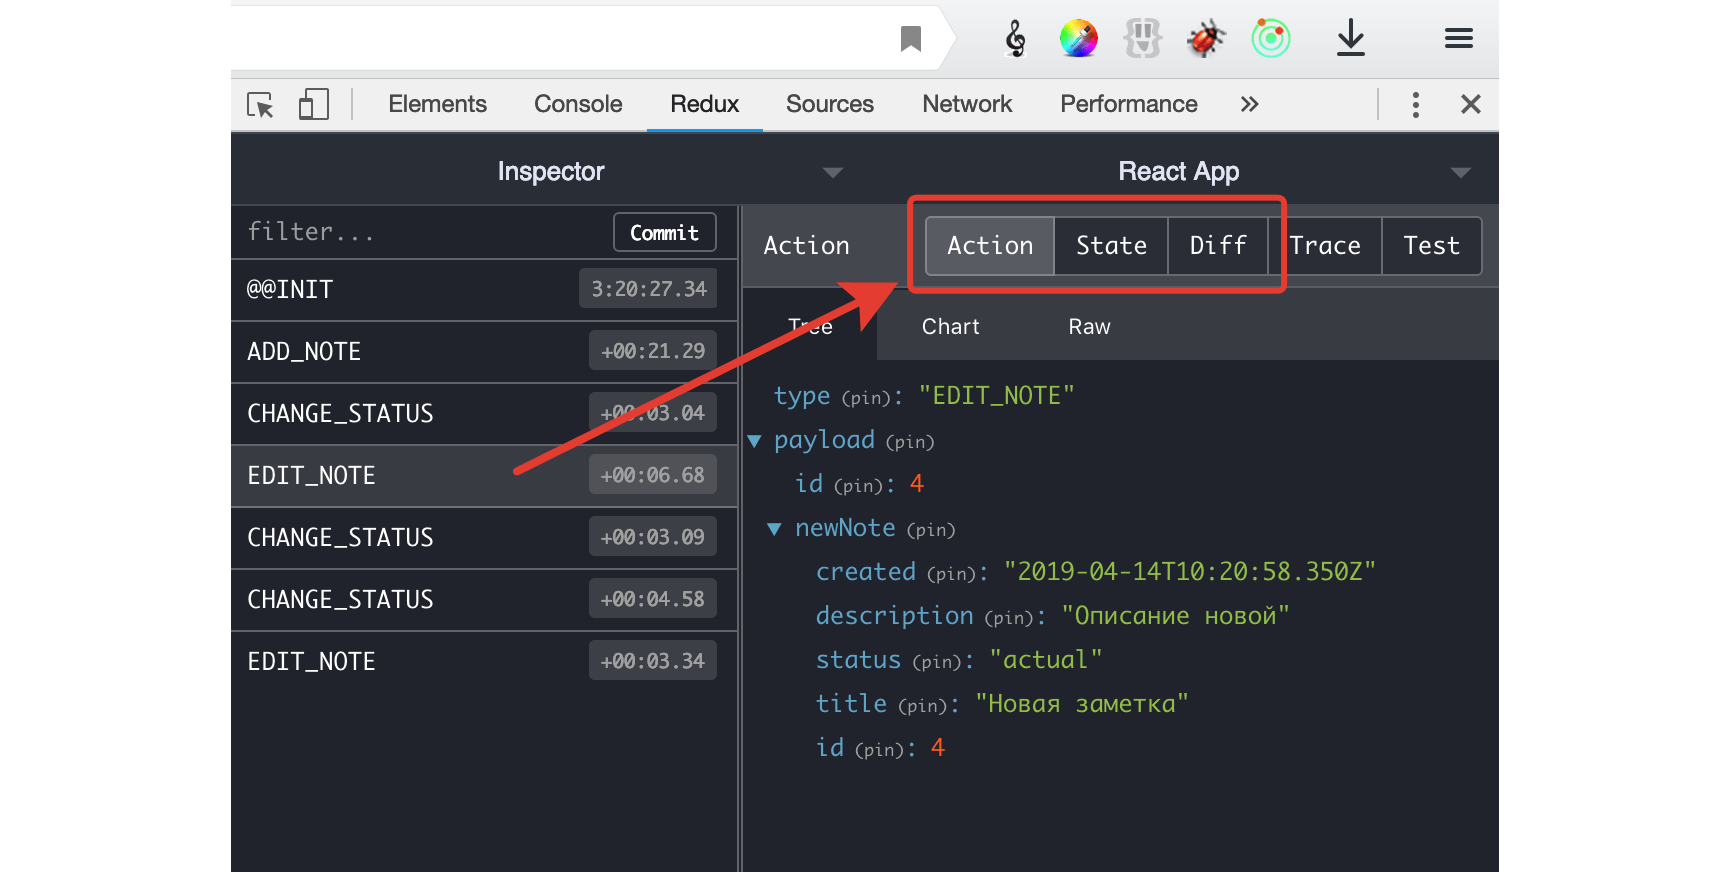 Elements Console Redux Sources Network Performance »
Inspector React App
filter... Commit
Action Action State Diff Trace Test
@@INIT 3:20:27.34
Tree Chart Raw
ADD_NOTE +00:21.29
CHANGE_STATUS +00:03.04
EDIT_NOTE +00:06.68
CHANGE_STATUS +00:03.09
CHANGE_STATUS +00:04.58
EDIT_NOTE +00:03.34
type (pin): "EDIT_NOTE"
payload (pin)
id (pin): 4
newNote (pin)
created (pin): "2019-04-14T10:20:58.350Z"
description (pin): "Описание новой"
status (pin): "actual"
title (pin): "Новая заметка"
id (pin): 4